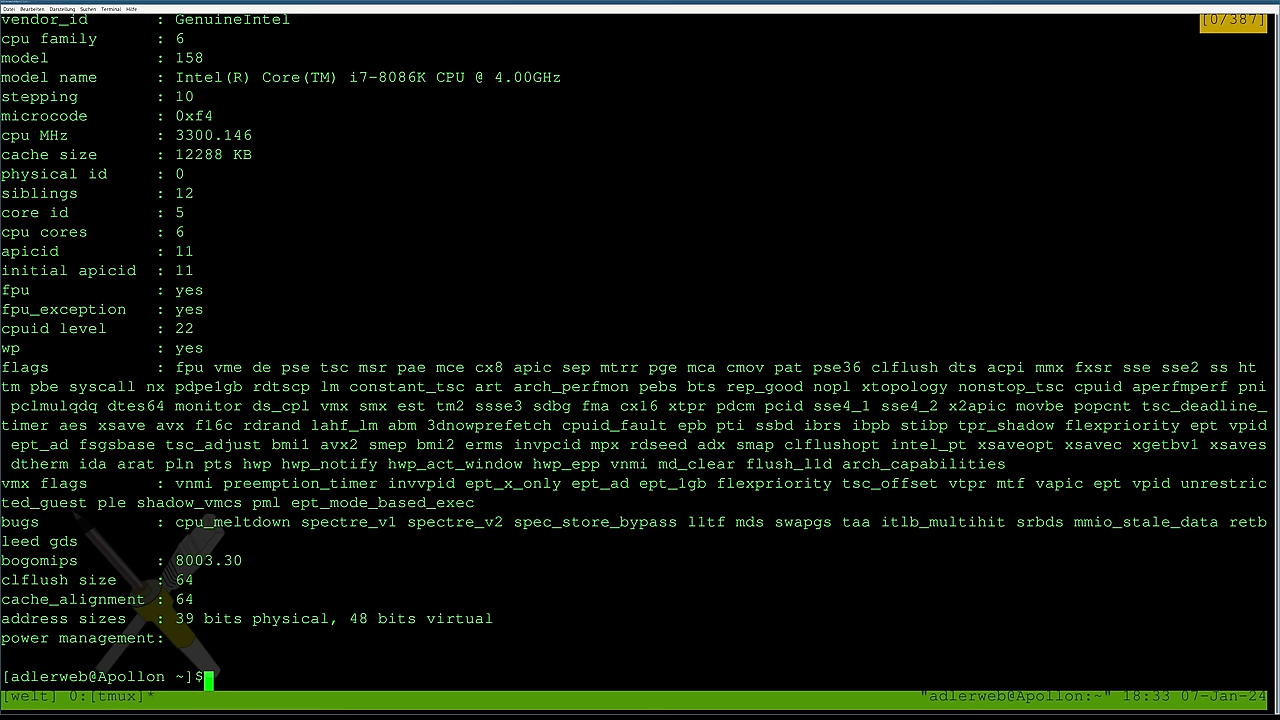 Datei Bearbeiten Darstellung Suchen Terminal Hilfe
vendor_id : GenuineIntel [0/387]
cpu family : 6
model : 158
model name : Intel(R) Core(TM) i7-8086K CPU @ 4.00GHz
stepping : 10
microcode : 0xf4
cpu MHz : 3300.146
cache size : 12288 KB
physical id : 0
siblings : 12
core id : 5
cpu cores : 6
apicid : 11
initial apicid : 11
fpu : yes
fpu_exception : yes
cpuid level : 22
wp : yes
flags : fpu vme de pse tsc msr pae mce cx8 apic sep mtrr pge mca cmov pat pse36 clflush dts acpi mmx fxsr sse sse2 ss ht
tm pbe syscall nx pdpe1gb rdtscp lm constant_tsc art arch_perfmon pebs bts rep_good nopl xtopology nonstop_tsc cpuid aperfmperf pni
pclmulqdq dtes64 monitor ds_cpl vmx smx est tm2 ssse3 sdbg fma cx16 xtpr pdcm pcid sse4_1 sse4_2 x2apic movbe popcnt tsc_deadline_
timer aes xsave avx f16c rdrand lahf_lm abm 3dnowprefetch cpuid_fault epb pti ssbd ibrs ibpb stibp tpr_shadow flexpriority ept vpid
ept_ad fsgsbase tsc_adjust bmi1 avx2 smep bmi2 erms invpcid mpx rdseed adx smap clflushopt intel_pt xsaveopt xsavec xgetbv1 xsaves
dtherm ida arat pln pts hwp hwp_notify hwp_act_window hwp_epp vnmi md_clear flush_l1d arch_capabilities
vmx flags : vnmi preemption_timer invvpid ept_x_only ept_ad ept_1gb flexpriority tsc_offset vtpr mtf vapic ept vpid unrestric
ted_guest ple shadow_vmcs pml ept_mode_based_exec
bugs : cpu_meltdown spectre_v1 spectre_v2 spec_store_bypass l1tf mds swapgs taa itlb_multihit srbds mmio_stale_data retb
leed gds
bogomips : 8003.30
clflush size : 64
cache_alignment : 64
address sizes : 39 bits physical, 48 bits virtual
power management:
[adlerweb@Apollon ~]$
[welt] 0:[tmux]* "adlerweb@Apollon:~" 18:33 07-Jan-24